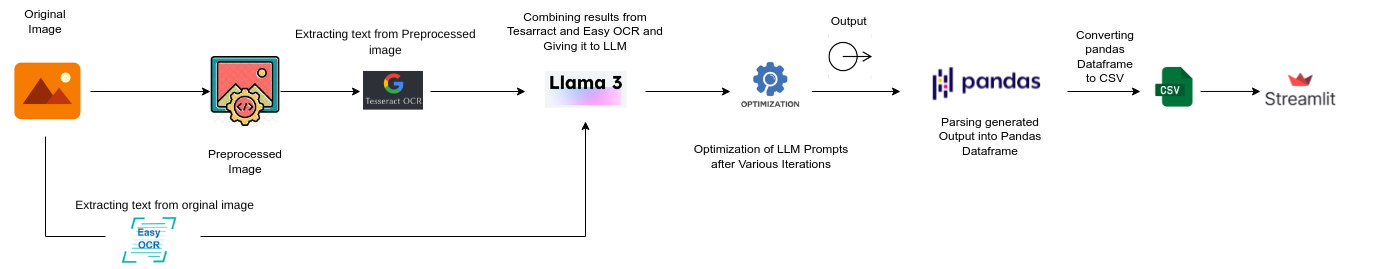 Original
Image
Preprocessed
Image
Extracting text from Preprocessed
image
Tesseract OCR
Combining results from
Tesarract and Easy OCR and
Giving it to LLM
Llama 3
OPTIMIZATION
Optimization of LLM Prompts
after Various Iterations
Output
pandas
Parsing generated
Output into Pandas
Dataframe
Converting
pandas
Dataframe
to CSV
CSV
Streamlit
Extracting text from orginal image
Easy
OCR